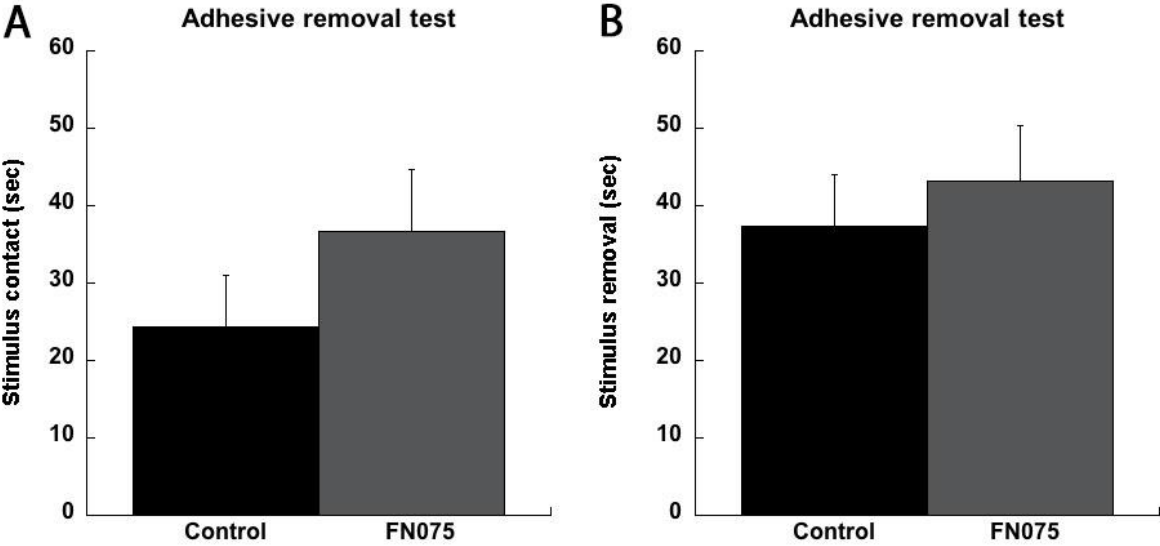 A
Adhesive removal test
Stimulus contact (sec)
60
50
40
30
20
10
0
Control FN075
B
Adhesive removal test
Stimulus removal (sec)
60
50
40
30
20
10
0
Control FN075